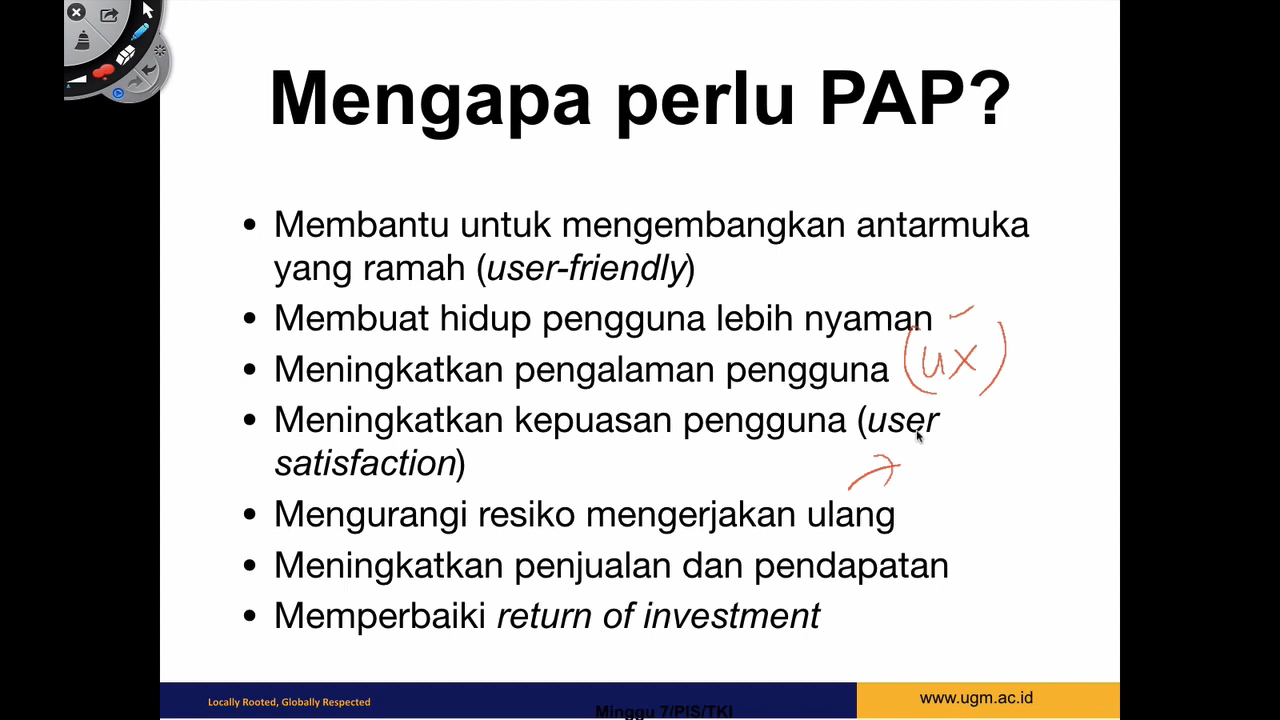 Mengapa perlu PAP?
• Membantu untuk mengembangkan antarmuka
yang ramah (user-friendly)
• Membuat hidup pengguna lebih nyaman
• Meningkatkan pengalaman pengguna (ux)
• Meningkatkan kepuasan pengguna (user
satisfaction)
• Mengurangi resiko mengerjakan ulang
• Meningkatkan penjualan dan pendapatan
• Memperbaiki return of investment
Locally Rooted, Globally Respected
www.ugm.ac.id
Minggu 7/PIS/TKI